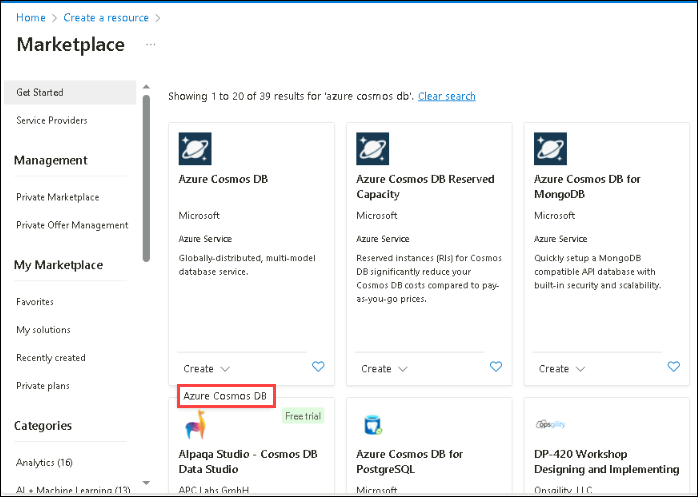 Home > Create a resource >
Marketplace ...
Get Started
Service Providers
Management
Private Marketplace
Private Offer Management
My Marketplace
Favorites
My solutions
Recently created
Private plans
Categories
Analytics (16)
AI + Machine Learning (13)
Showing 1 to 20 of 39 results for 'azure cosmos db'. Clear search
Azure Cosmos DB
Microsoft
Azure Service
Globally-distributed, multi-model
database service.
Create
Azure Cosmos DB
Azure Cosmos DB Reserved
Capacity
Microsoft
Azure Service
Reserved instances (RIs) for Cosmos
DB significantly reduce your
Cosmos DB costs compared to pay-
as-you-go prices.
Create
Azure Cosmos DB for
MongoDB
Microsoft
Azure Service
Quickly setup a MongoDB
compatible API database with
built-in security and scalability.
Create
Free trial
Alpaqa Studio - Cosmos DB
Data Studio
APC Labs GmbH
Azure Cosmos DB for
PostgreSQL
Microsoft
Opsgility
DP-420 Workshop
Designing and Implementing
Opsgility, LLC